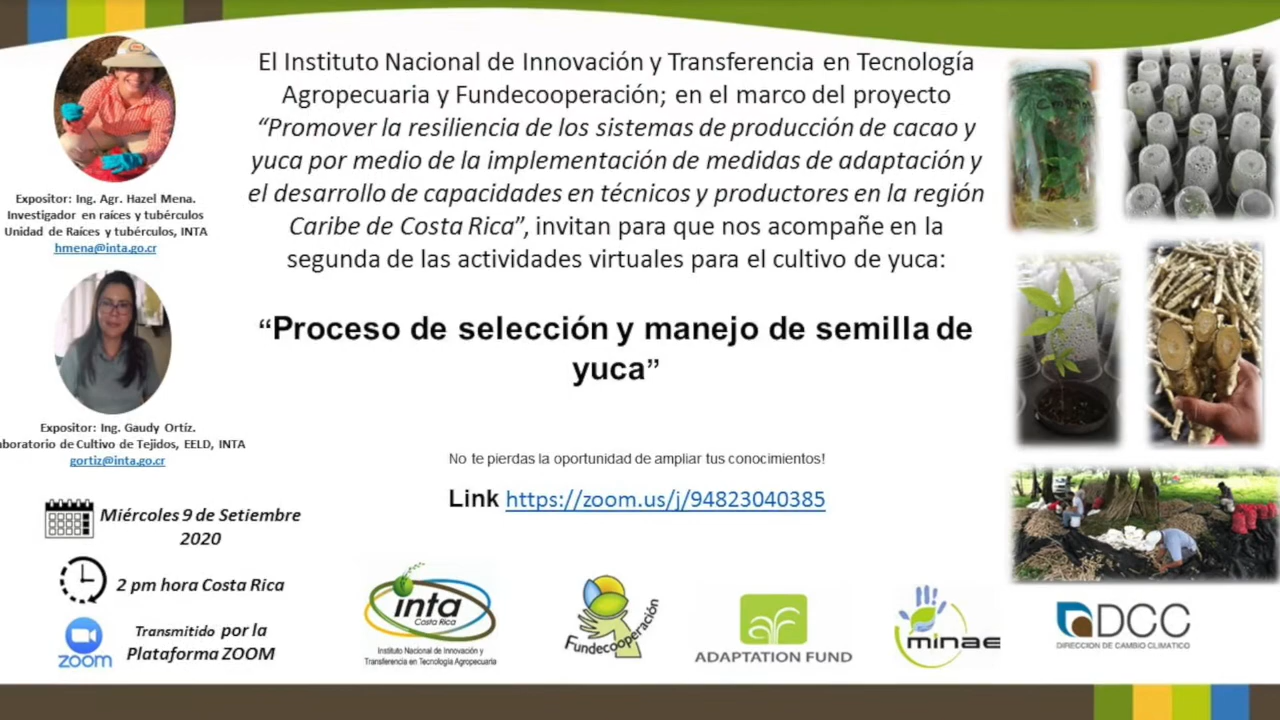 El Instituto Nacional de Innovación y Transferencia en Tecnología
Agropecuaria y Fundecooperación; en el marco del proyecto
“Promover la resiliencia de los sistemas de producción de cacao y
yuca por medio de la implementación de medidas de adaptación y
el desarrollo de capacidades en técnicos y productores en la región
Caribe de Costa Rica”, invitan para que nos acompañe en la
segunda de las actividades virtuales para el cultivo de yuca:
“Proceso de selección y manejo de semilla de
yuca”
No te pierdas la oportunidad de ampliar tus conocimientos!
Link https://zoom.us/j/94823040385
Expositor: Ing. Agr. Hazel Mena.
Investigador en raíces y tubérculos
Unidad de Raíces y tubérculos, INTA
hmena@inta.go.cr
Expositor: Ing. Gaudy Ortíz.
aboratorio de Cultivo de Tejidos, EELD, INTA
gortiz@inta.go.cr
Miércoles 9 de Setiembre
2020
2 pm hora Costa Rica
zoom
Transmitido por la
Plataforma ZOOM
inta
Costa Rica
Instituto Nacional de Innovación y
Transferencia en Tecnología Agropecuaria
Fundecooperación
ADAPTATION FUND
minae
DCC
DIRECCION DE CAMBIO CLIMATICO